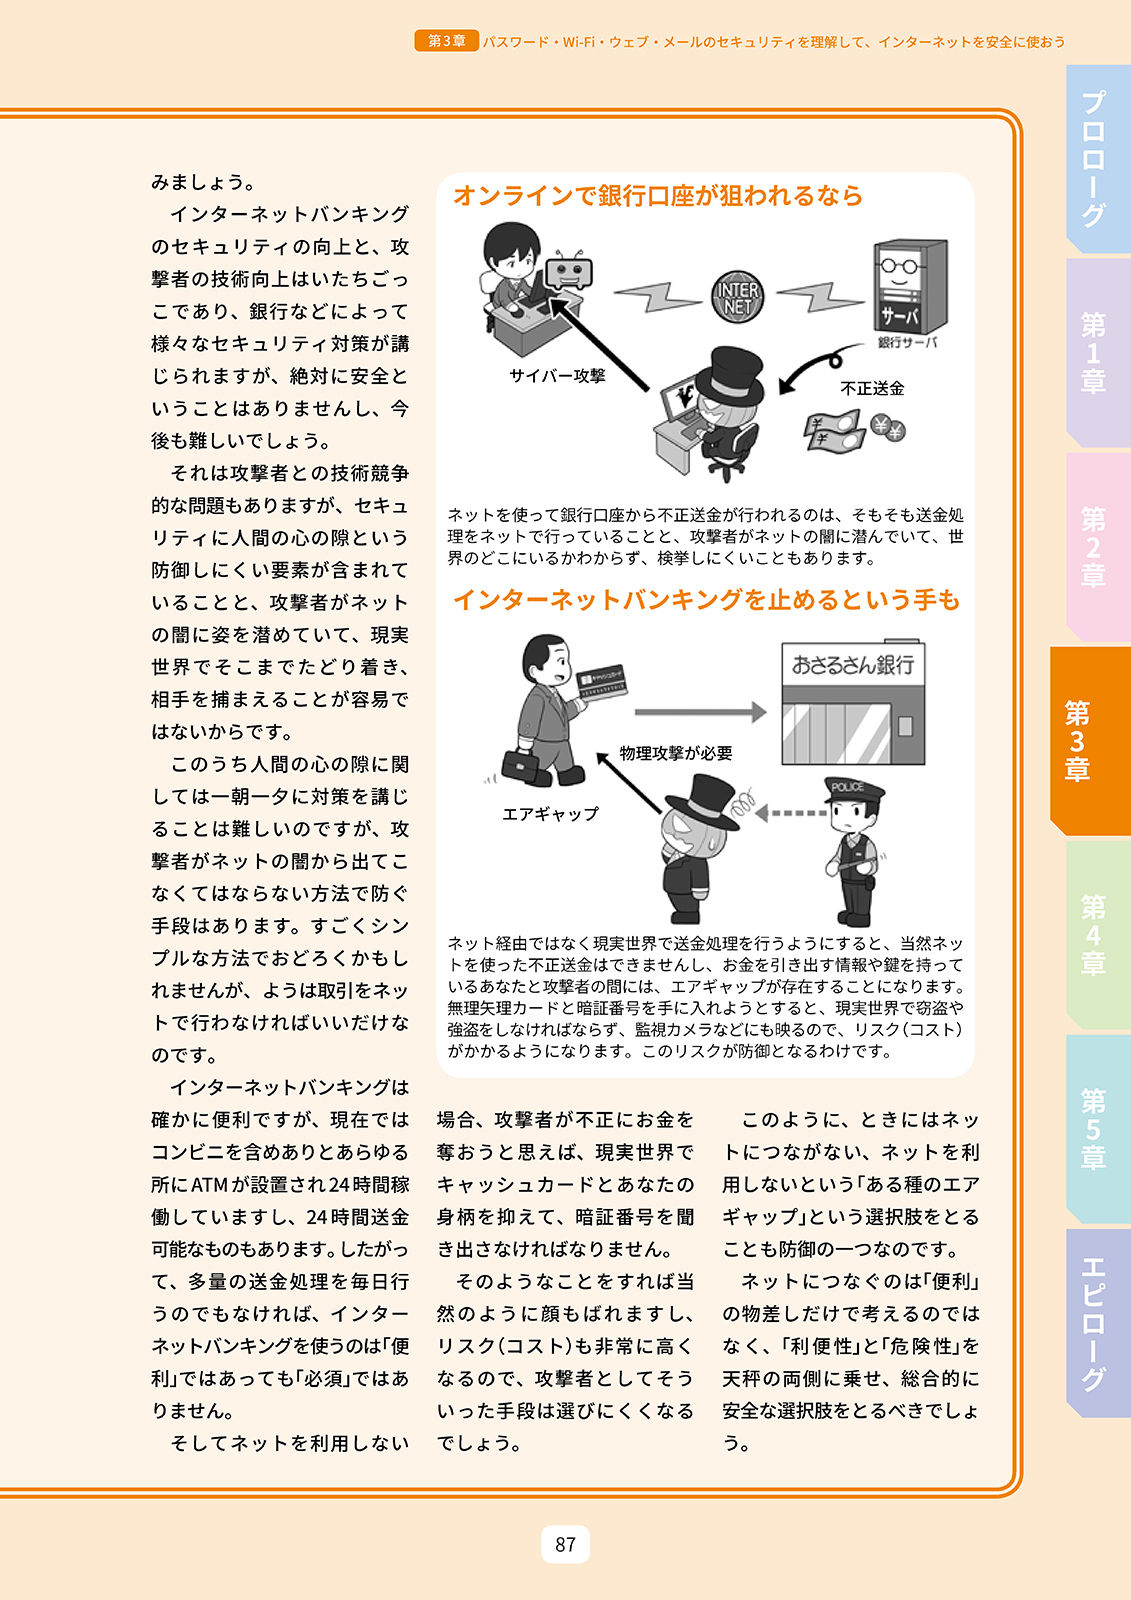 第3章 パスワード・Wi-Fi・ウェブ・メールのセキュリティを理解して、インターネットを安全に使おう
みましょう。
　インターネットバンキング
のセキュリティの向上と、攻
撃者の技術向上はいたちごっ
こであり、銀行などによって
様々なセキュリティ対策が講
じられますが、絶対に安全と
いうことはありませんし、今
後も難しいでしょう。
　それは攻撃者との技術競争
的な問題もありますが、セキュ
リティに人間の心の隙という
防御しにくい要素が含まれて
いることと、攻撃者がネット
の闇に姿を潜めていて、現実
世界でそこまでたどり着き、
相手を捕まえることが容易で
はないからです。
　このうち人間の心の隙に関
しては一朝一夕に対策を講じ
ることは難しいのですが、攻
撃者がネットの闇から出てこ
なくてはならない方法で防ぐ
手段はあります。すごくシン
プルな方法でおどろくかもし
れませんが、ようは取引をネッ
トで行わなければいいだけな
のです。
　インターネットバンキングは
確かに便利ですが、現在では
コンビニを含めありとあらゆる
所にATMが設置され24時間稼
働していますし、24時間送金
可能なものもあります。したがっ
て、多量の送金処理を毎日行
うのでもなければ、インター
ネットバンキングを使うのは「便
利」ではあっても「必須」ではあ
りません。
　そしてネットを利用しない
オンラインで銀行口座が狙われるなら
INTER
NET
サーバ
銀行サーバ
サイバー攻撃
不正送金
¥
¥
¥
¥
¥
ネットを使って銀行口座から不正送金が行われるのは、そもそも送金処
理をネットで行っていることと、攻撃者がネットの闇に潜んでいて、世
界のどこにいるかわからず、検挙しにくいこともあります。
インターネットバンキングを止めるという手も
キャッシュカード
おさるさん銀行
物理攻撃が必要
エアギャップ
POLICE
ネット経由ではなく現実世界で送金処理を行うようにすると、当然ネッ
トを使った不正送金はできませんし、お金を引き出す情報や鍵を持って
いるあなたと攻撃者の間には、エアギャップが存在することになります。
無理矢理カードと暗証番号を手に入れようとすると、現実世界で窃盗や
強盗をしなければならず、監視カメラなどにも映るので、リスク（コスト）
がかかるようになります。このリスクが防御となるわけです。
場合、攻撃者が不正にお金を
奪おうと思えば、現実世界で
キャッシュカードとあなたの
身柄を抑えて、暗証番号を聞
き出さなければなりません。
　そのようなことをすれば当
然のように顔もばれますし、
リスク（コスト）も非常に高く
なるので、攻撃者としてそう
いった手段は選びにくくなる
でしょう。
　このように、ときにはネッ
トにつながない、ネットを利
用しないという「ある種のエア
ギャップ」という選択肢をとる
ことも防御の一つなのです。
　ネットにつなぐのは「便利」
の物差しだけで考えるのでは
なく、「利便性」と「危険性」を
天秤の両側に乗せ、総合的に
安全な選択肢をとるべきでしょ
う。
プロローグ
第1章
第2章
第3章
第4章
第5章
エピローグ
87